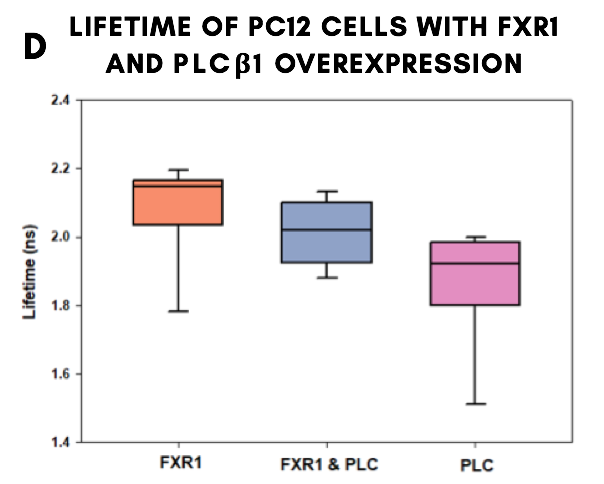 D
LIFETIME OF PC12 CELLS WITH FXR1
AND PLCβ1 OVEREXPRESSION
2.4
2.2
2.0
1.8
1.6
1.4
Lifetime (ns)
FXR1
FXR1 & PLC
PLC